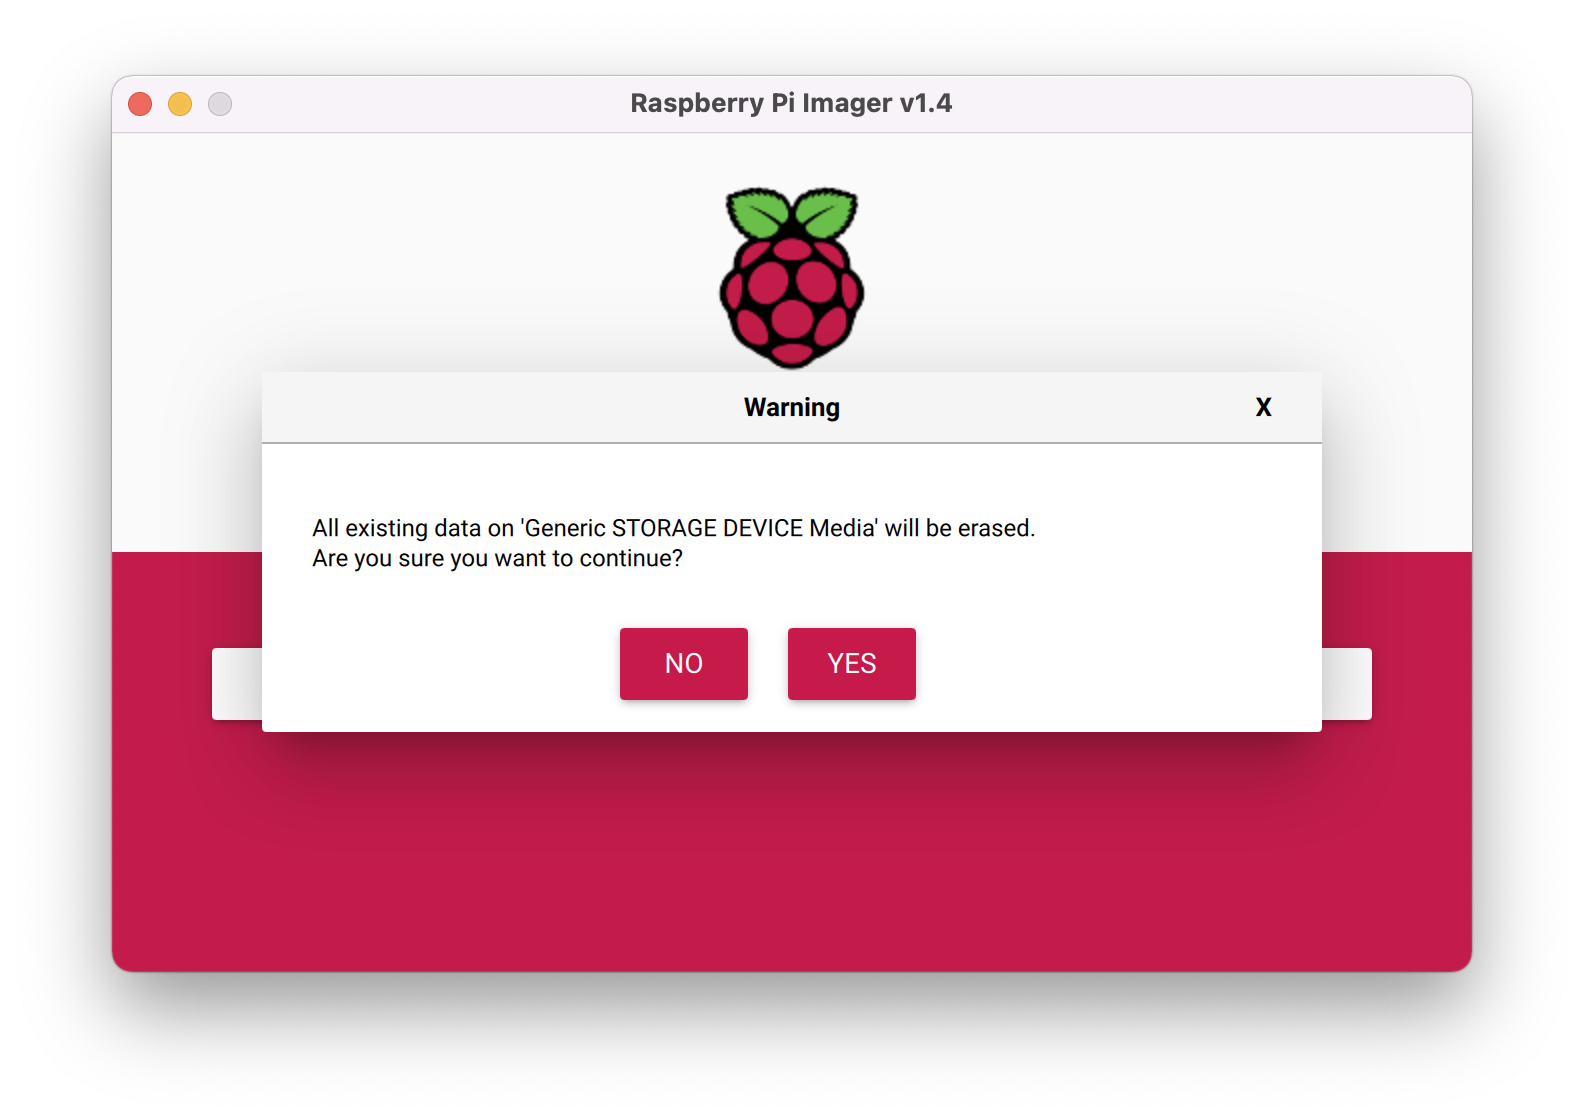 Raspberry Pi Imager v1.4
Warning
X
All existing data on 'Generic STORAGE DEVICE Media' will be erased.
Are you sure you want to continue?
NO
YES